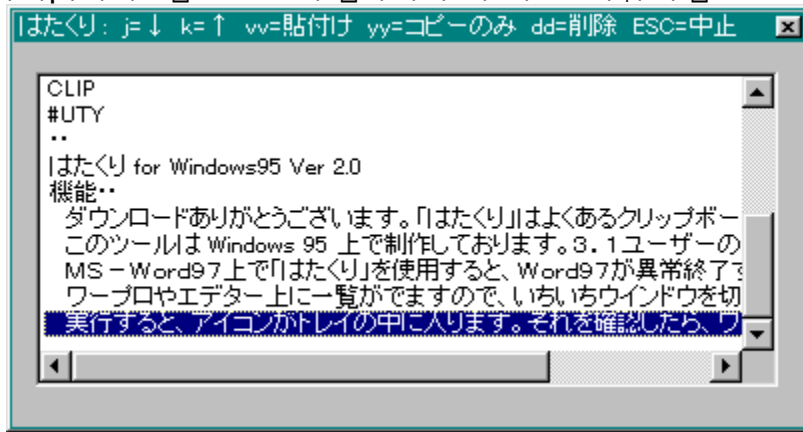 はたくり: j=↓ k=↑ vv=貼付け yy=コピーのみ dd=削除 ESC=中止
CLIP
#UTY
・・
はたくり for Windows95 Ver 2.0
機能・・
ダウンロードありがとうございます。「はたくり」はよくあるクリップボー
このツールは Windows 95 上で制作しております。3.1ユーザーの
MS-Word97上で「はたくり」を使用すると、Word97が異常終了す
ワープロやエデター上に一覧がでますので、いちいちウインドウを切
実行すると、アイコンがトレイの中に入ります。それを確認したら、ワ